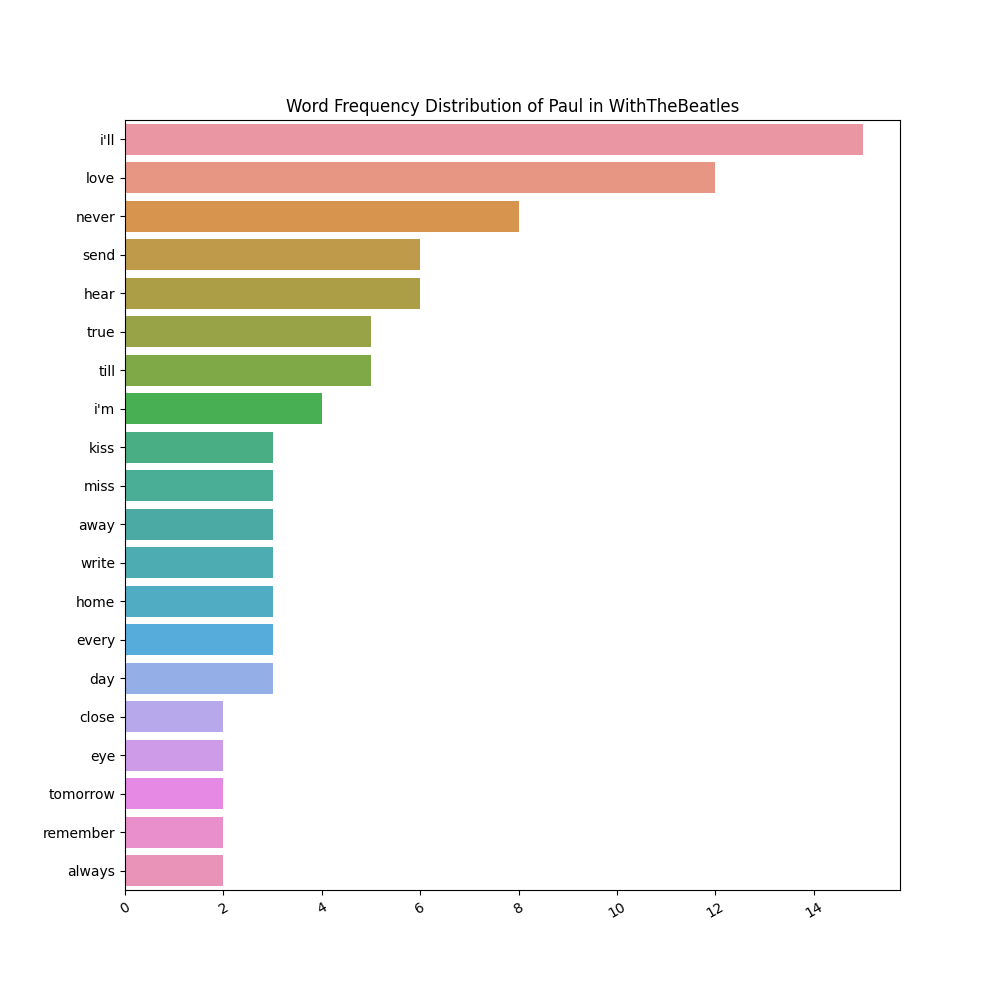 Word Frequency Distribution of Paul in WithTheBeatles
i'll
love
never
send
hear
true
till
i'm
kiss
miss
away
write
home
every
day
close
eye
tomorrow
remember
always
0 2 4 6 8 10 12 14